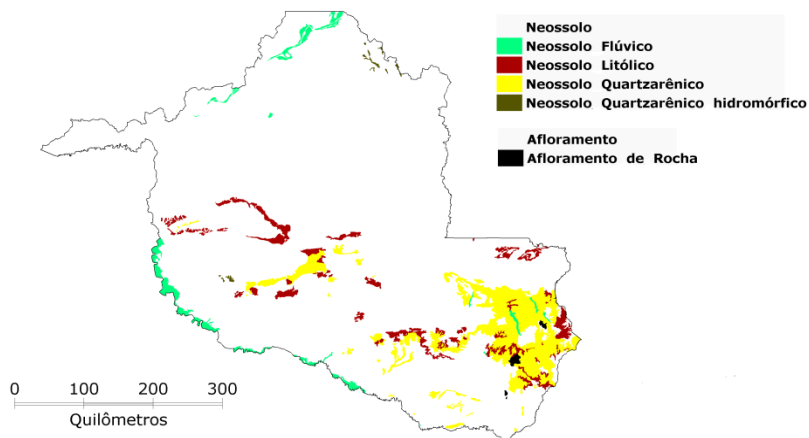 Neossolo
Neossolo Flúvico
Neossolo Litólico
Neossolo Quartzarênico
Neossolo Quartzarênico hidromórfico
Afloramento
Afloramento de Rocha
0 100 200 300
Quilômetros